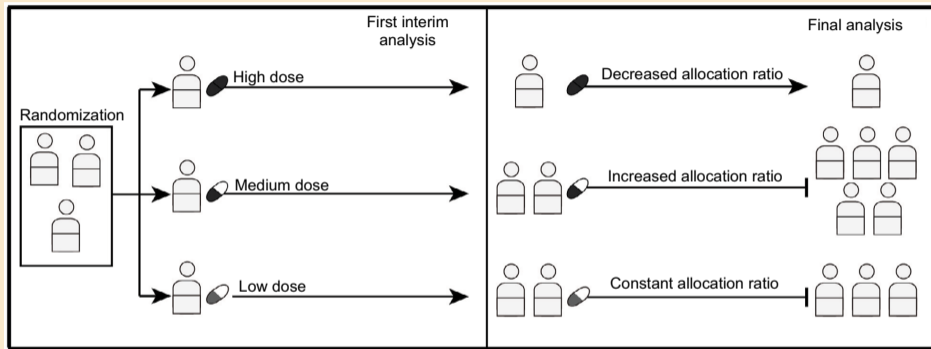 First interim
analysis
Final analysis
High dose
Decreased allocation ratio
Randomization
Medium dose
Increased allocation ratio
Low dose
Constant allocation ratio